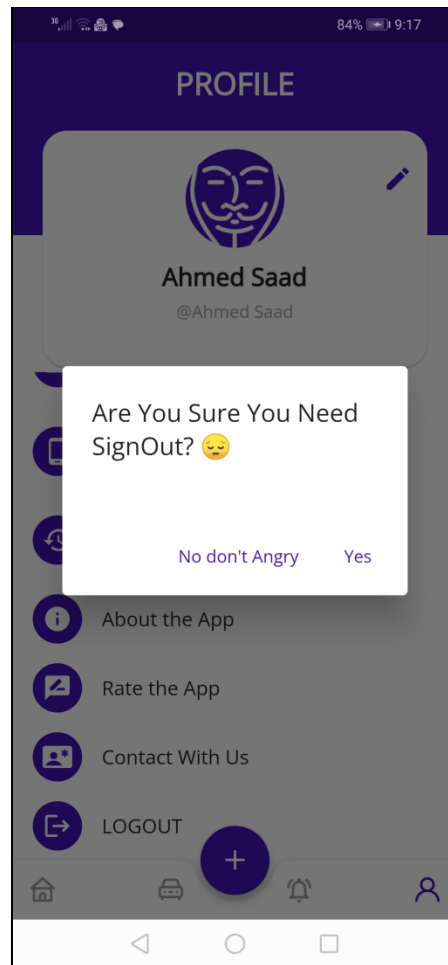 36 84% 9:17
PROFILE
Ahmed Saad
@Ahmed Saad
Are You Sure You Need
SignOut? 😔
No don't Angry Yes
About the App
Rate the App
Contact With Us
LOGOUT